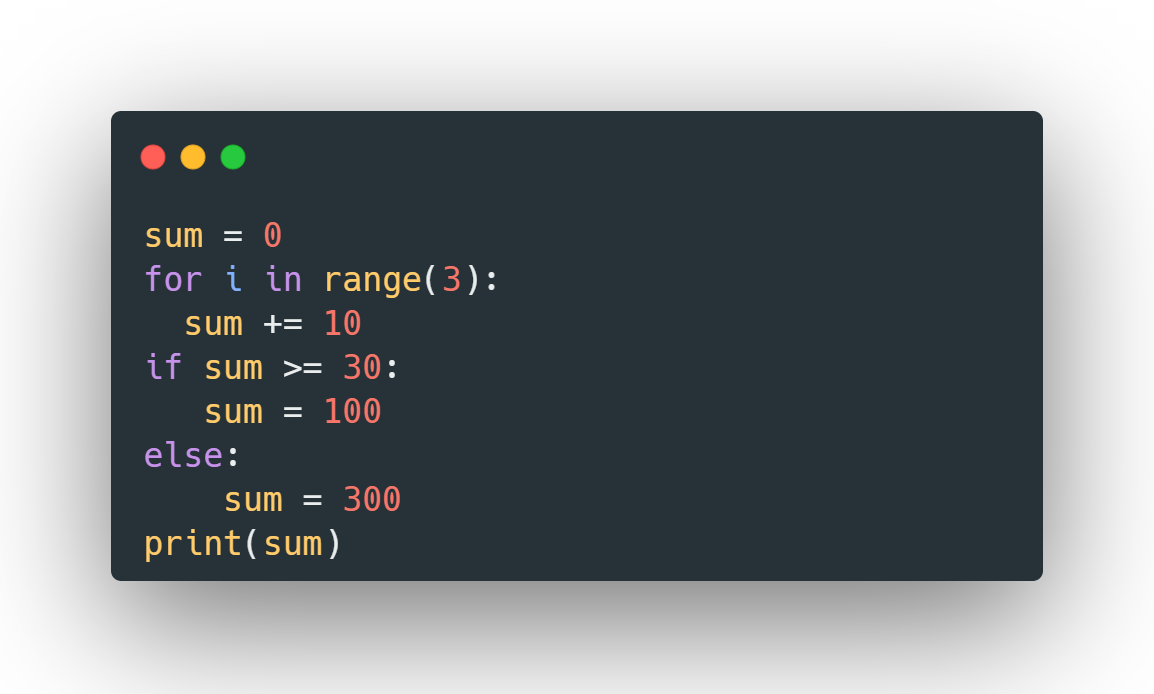 sum = 0
for i in range(3):
  sum += 10
if sum >= 30:
   sum = 100
else:
    sum = 300
print(sum)